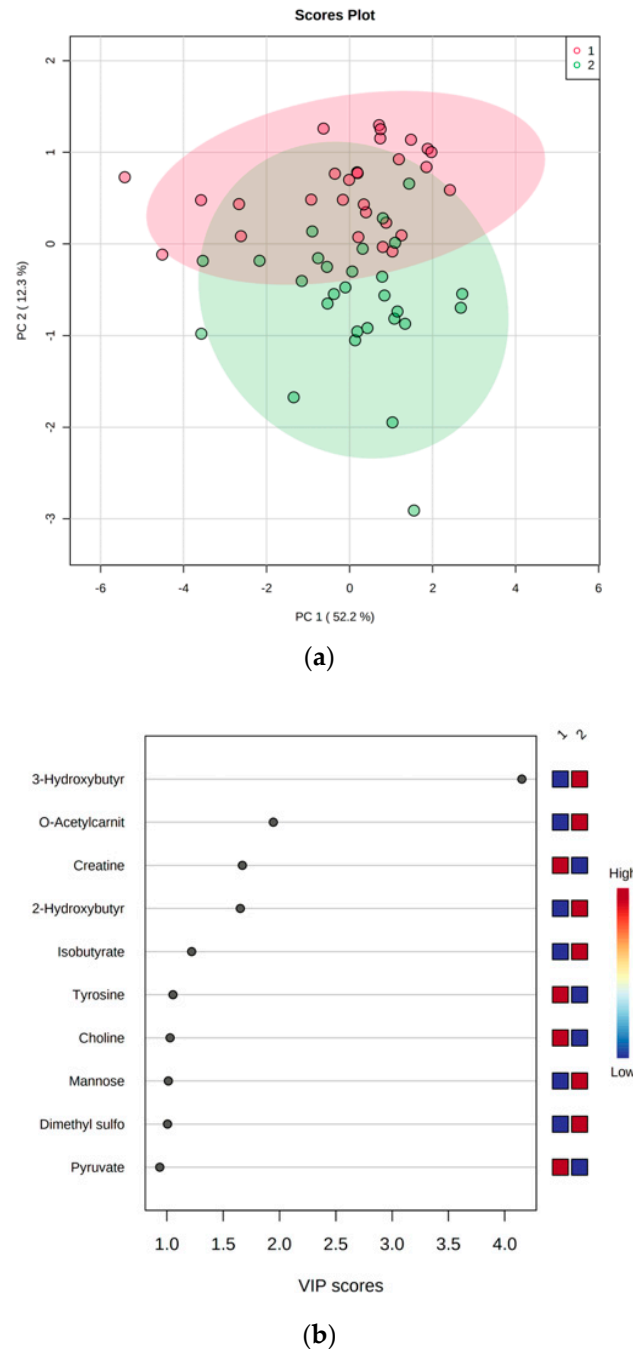 Scores Plot
1
2
2
1
0
-1
-2
-3
PC 2 ( 12.3 %)
-6
-4
-2
0
2
4
6
PC 1 ( 52.2 %)
(a)
1 2
3-Hydroxybutyr
O-Acetylcarnit
Creatine
2-Hydroxybutyr
Isobutyrate
Tyrosine
Choline
Mannose
Dimethyl sulfo
Pyruvate
High
Low
1.0 1.5 2.0 2.5 3.0 3.5 4.0
VIP scores
(b)